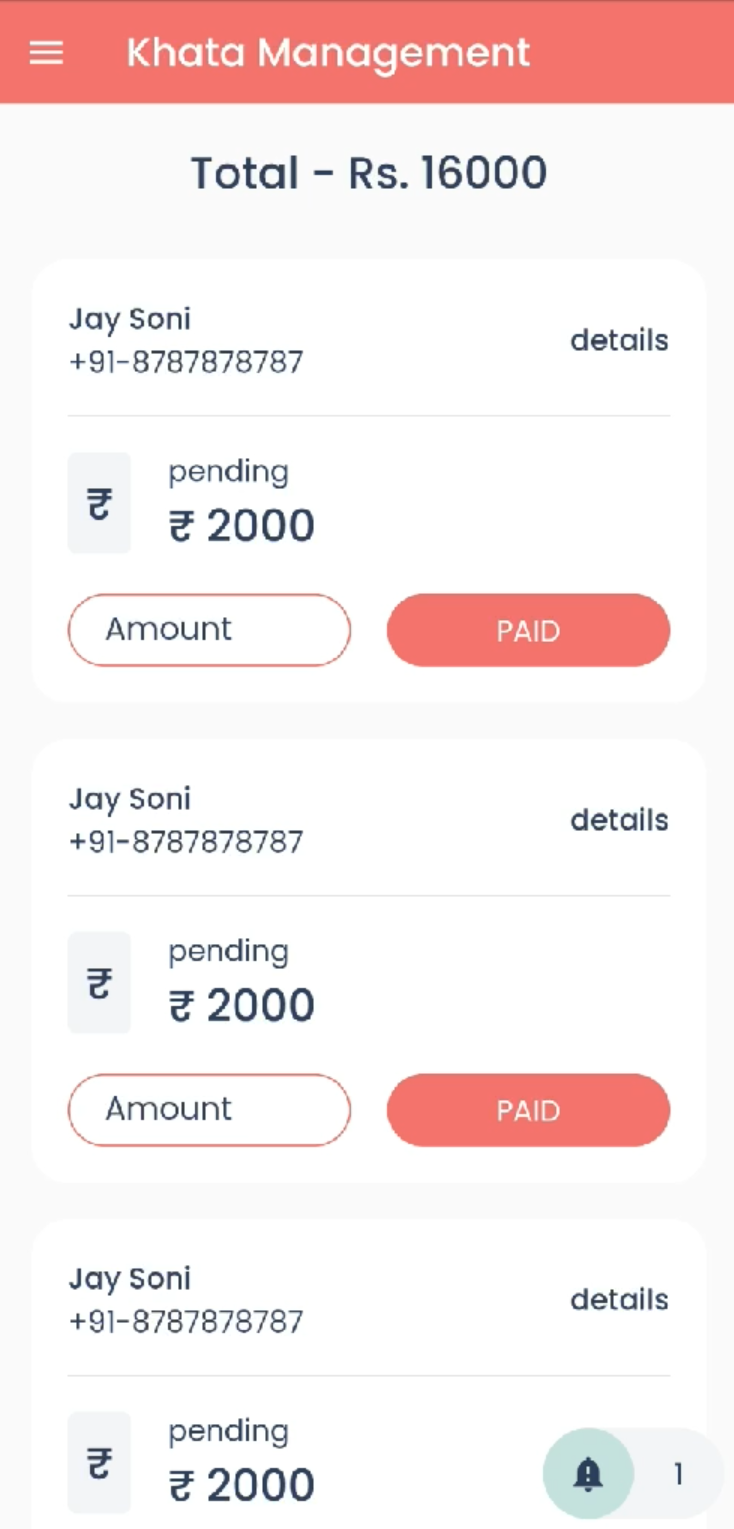 Khata Management
Total - Rs. 16000
Jay Soni
+91-8787878787
details
₹
pending
₹ 2000
Amount
PAID
Jay Soni
+91-8787878787
details
₹
pending
₹ 2000
Amount
PAID
Jay Soni
+91-8787878787
details
₹
pending
₹ 2000
1